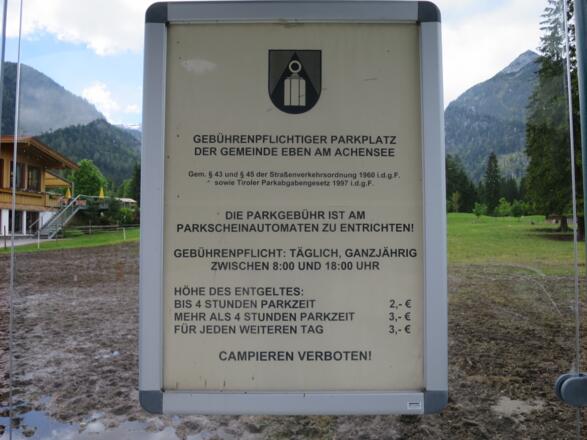 GEBÜHRENPFLICHTIGER PARKPLATZ
DER GEMEINDE EBEN AM ACHENSEE
Gem. § 43 und § 45 der Straßenverkehrsordnung 1960 i.d.g.F.
sowie Tiroler Parkabgabengesetz 1997 i.d.g.F.
DIE PARKGEBÜHR IST AM
PARKSCHEINAUTOMATEN ZU ENTRICHTEN!
GEBÜHRENPFLICHT: TÄGLICH, GANZJÄHRIG
ZWISCHEN 8:00 UND 18:00 UHR
HÖHE DES ENTGELTES:
BIS 4 STUNDEN PARKZEIT 2,- €
MEHR ALS 4 STUNDEN PARKZEIT 3,- €
FÜR JEDEN WEITEREN TAG 3,- €
CAMPIEREN VERBOTEN!